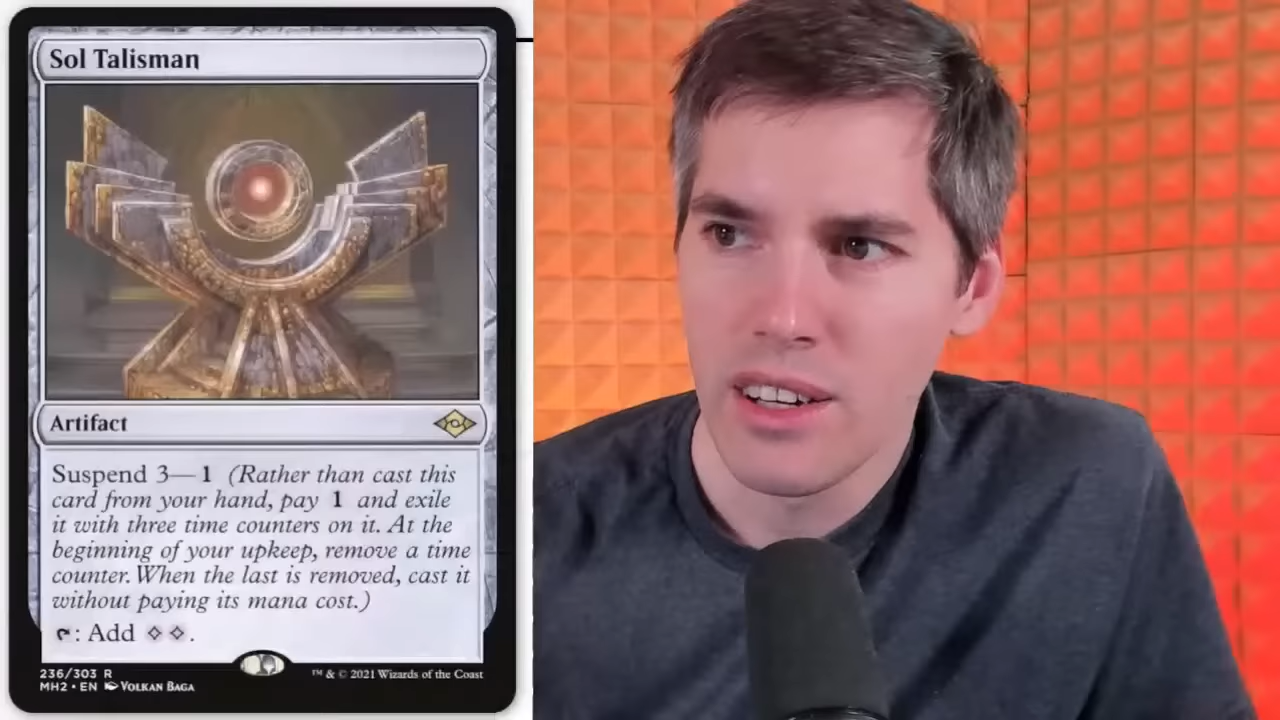 Sol Talisman
Artifact
Suspend 3—1 (Rather than cast this
card from your hand, pay 1 and exile
it with three time counters on it. At the
beginning of your upkeep, remove a time
counter. When the last is removed, cast it
without paying its mana cost.)
: Add .
236/303 R
MH2 • EN Volkan Baga
™ & © 2021 Wizards of the Coast